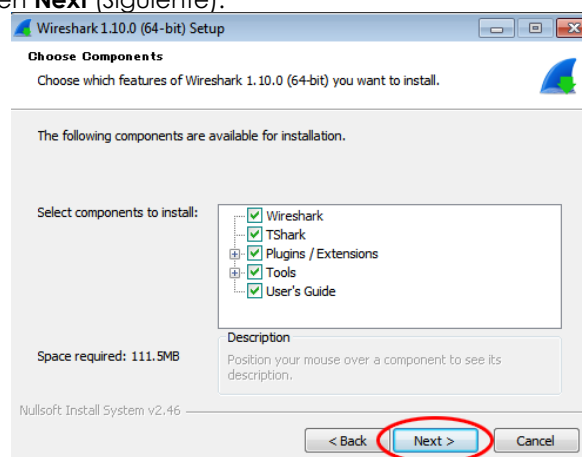 en Next (Siguiente).
Wireshark 1.10.0 (64-bit) Setup
Choose Components
Choose which features of Wireshark 1.10.0 (64-bit) you want to install.
The following components are available for installation.
Select components to install:
Wireshark
TShark
Plugins / Extensions
Tools
User's Guide
Space required: 111.5MB
Description
Position your mouse over a component to see its
description.
Nullsoft Install System v2.46
< Back
Next >
Cancel